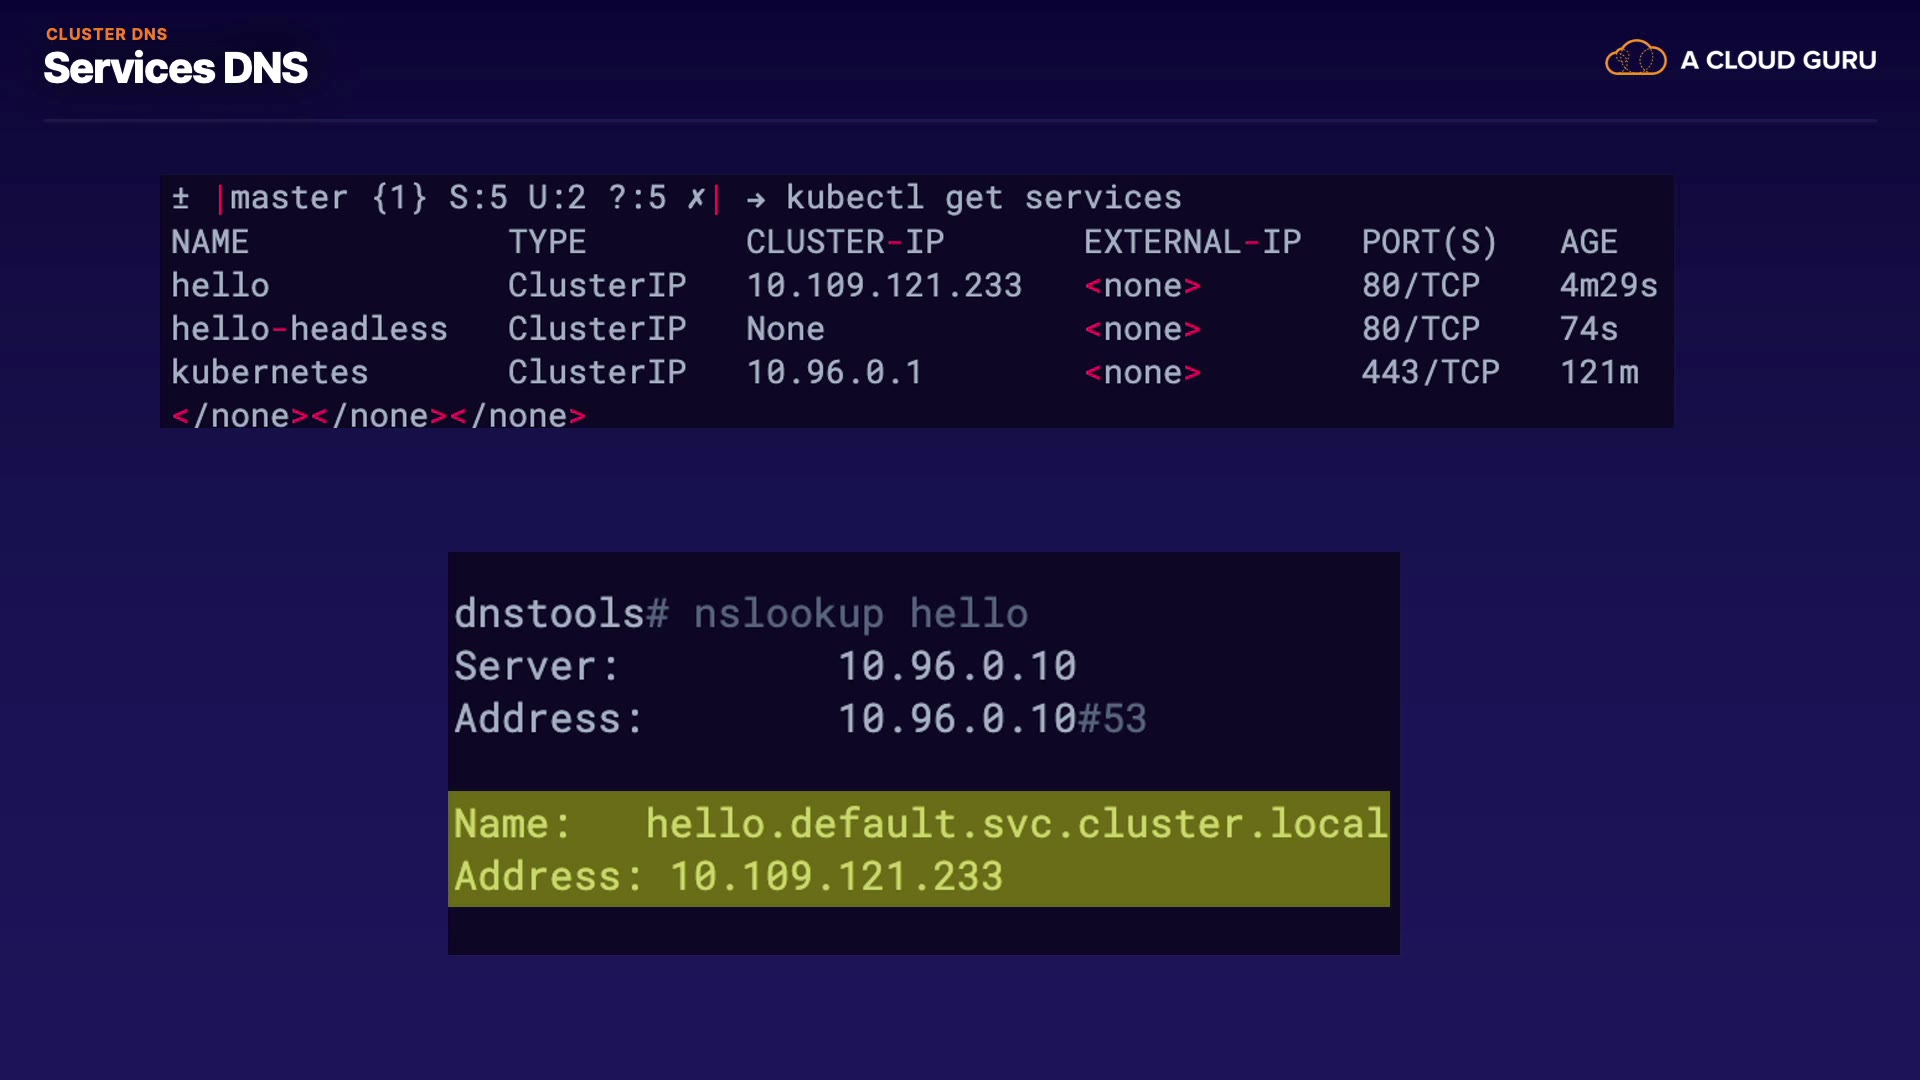 CLUSTER DNS
Services DNS
A CLOUD GURU
± |master {1} S:5 U:2 ?:5 ✗| → kubectl get services
NAME TYPE CLUSTER-IP EXTERNAL-IP PORT(S) AGE
hello ClusterIP 10.109.121.233 <none> 80/TCP 4m29s
hello-headless ClusterIP None <none> 80/TCP 74s
kubernetes ClusterIP 10.96.0.1 <none> 443/TCP 121m
</none></none></none>
dnstools# nslookup hello
Server: 10.96.0.10
Address: 10.96.0.10#53
Name: hello.default.svc.cluster.local
Address: 10.109.121.233